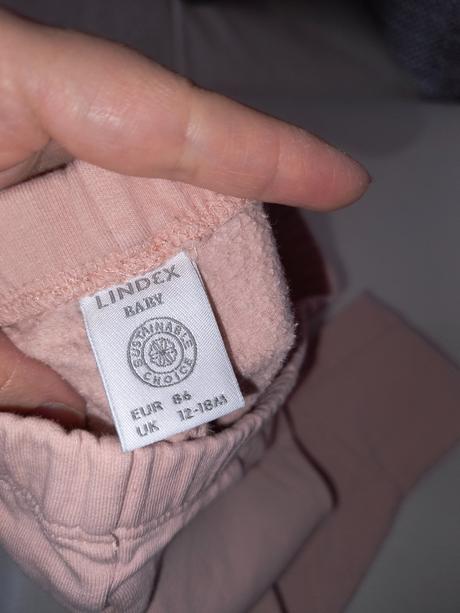 LINDEX
BABY
SUSTAINABLE
CHOICE
EUR 86
UK 12-18M